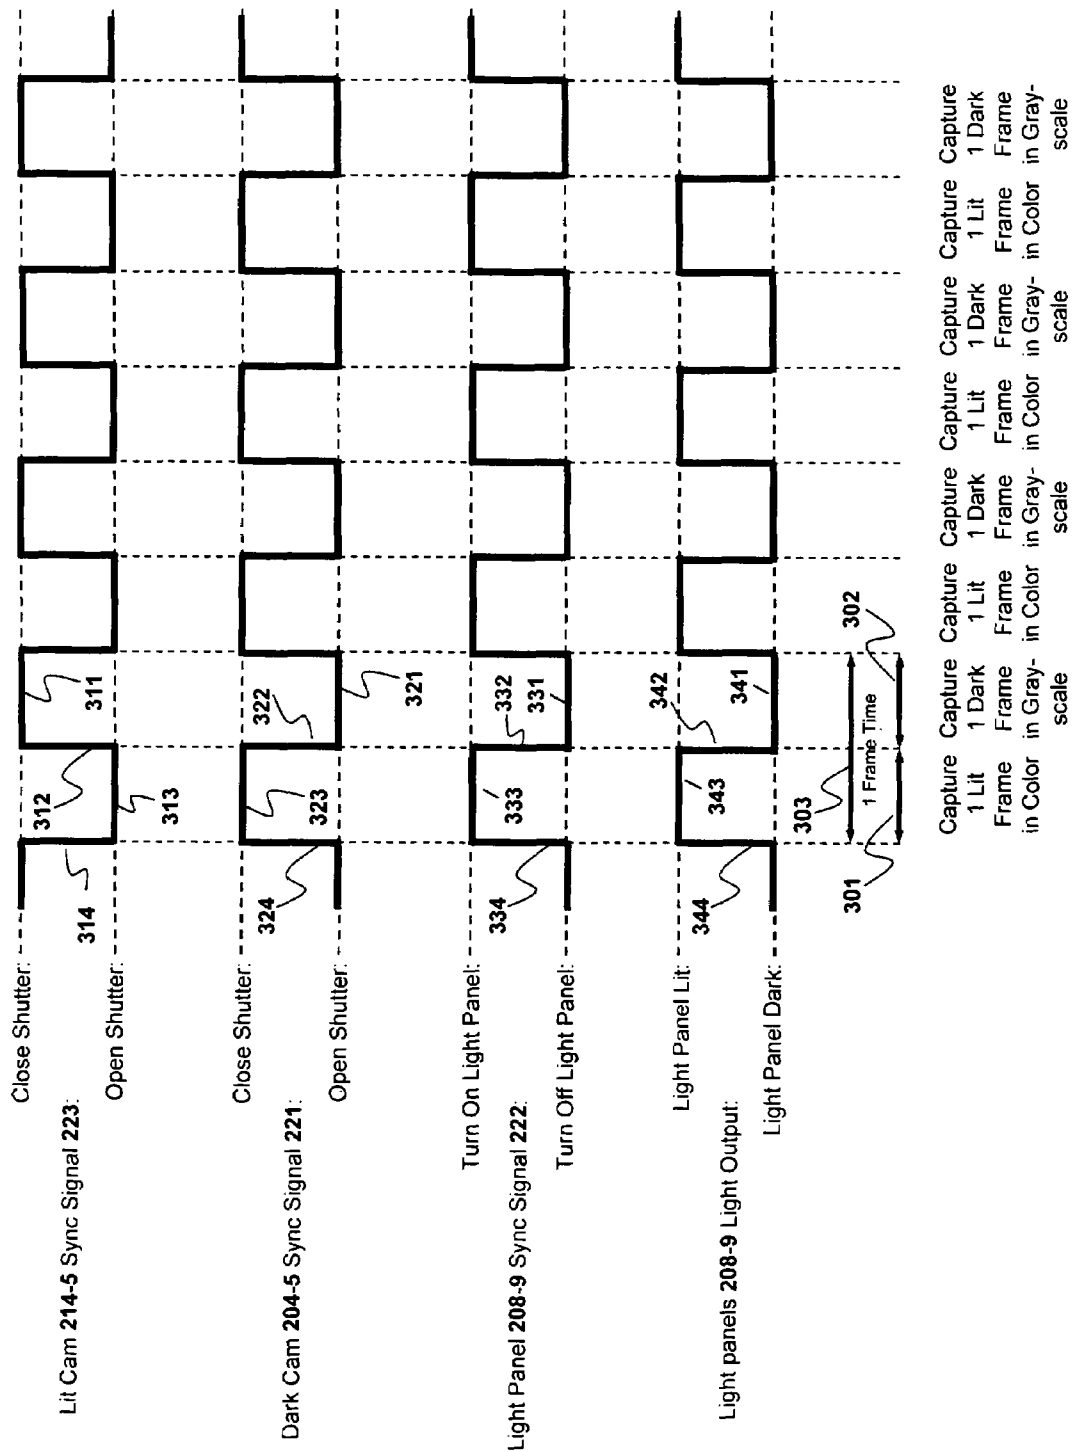 Lit Cam 214-5 Sync Signal 223:
Close Shutter:
Open Shutter:
314
312
313
311
Dark Cam 204-5 Sync Signal 221:
Close Shutter:
Open Shutter:
324
323
322
321
Light Panel 208-9 Sync Signal 222:
Turn On Light Panel:
Turn Off Light Panel:
334
333
332
331
Light panels 208-9 Light Output:
Light Panel Lit:
Light Panel Dark:
344
343
342
341
303
1 Frame Time
301
302
Capture
1 Lit
Frame
in Color
Capture
1 Dark
Frame
in Gray-
scale
Capture
1 Lit
Frame
in Color
Capture
1 Dark
Frame
in Gray-
scale
Capture
1 Lit
Frame
in Color
Capture
1 Dark
Frame
in Gray-
scale
Capture
1 Lit
Frame
in Color
Capture
1 Dark
Frame
in Gray-
scale